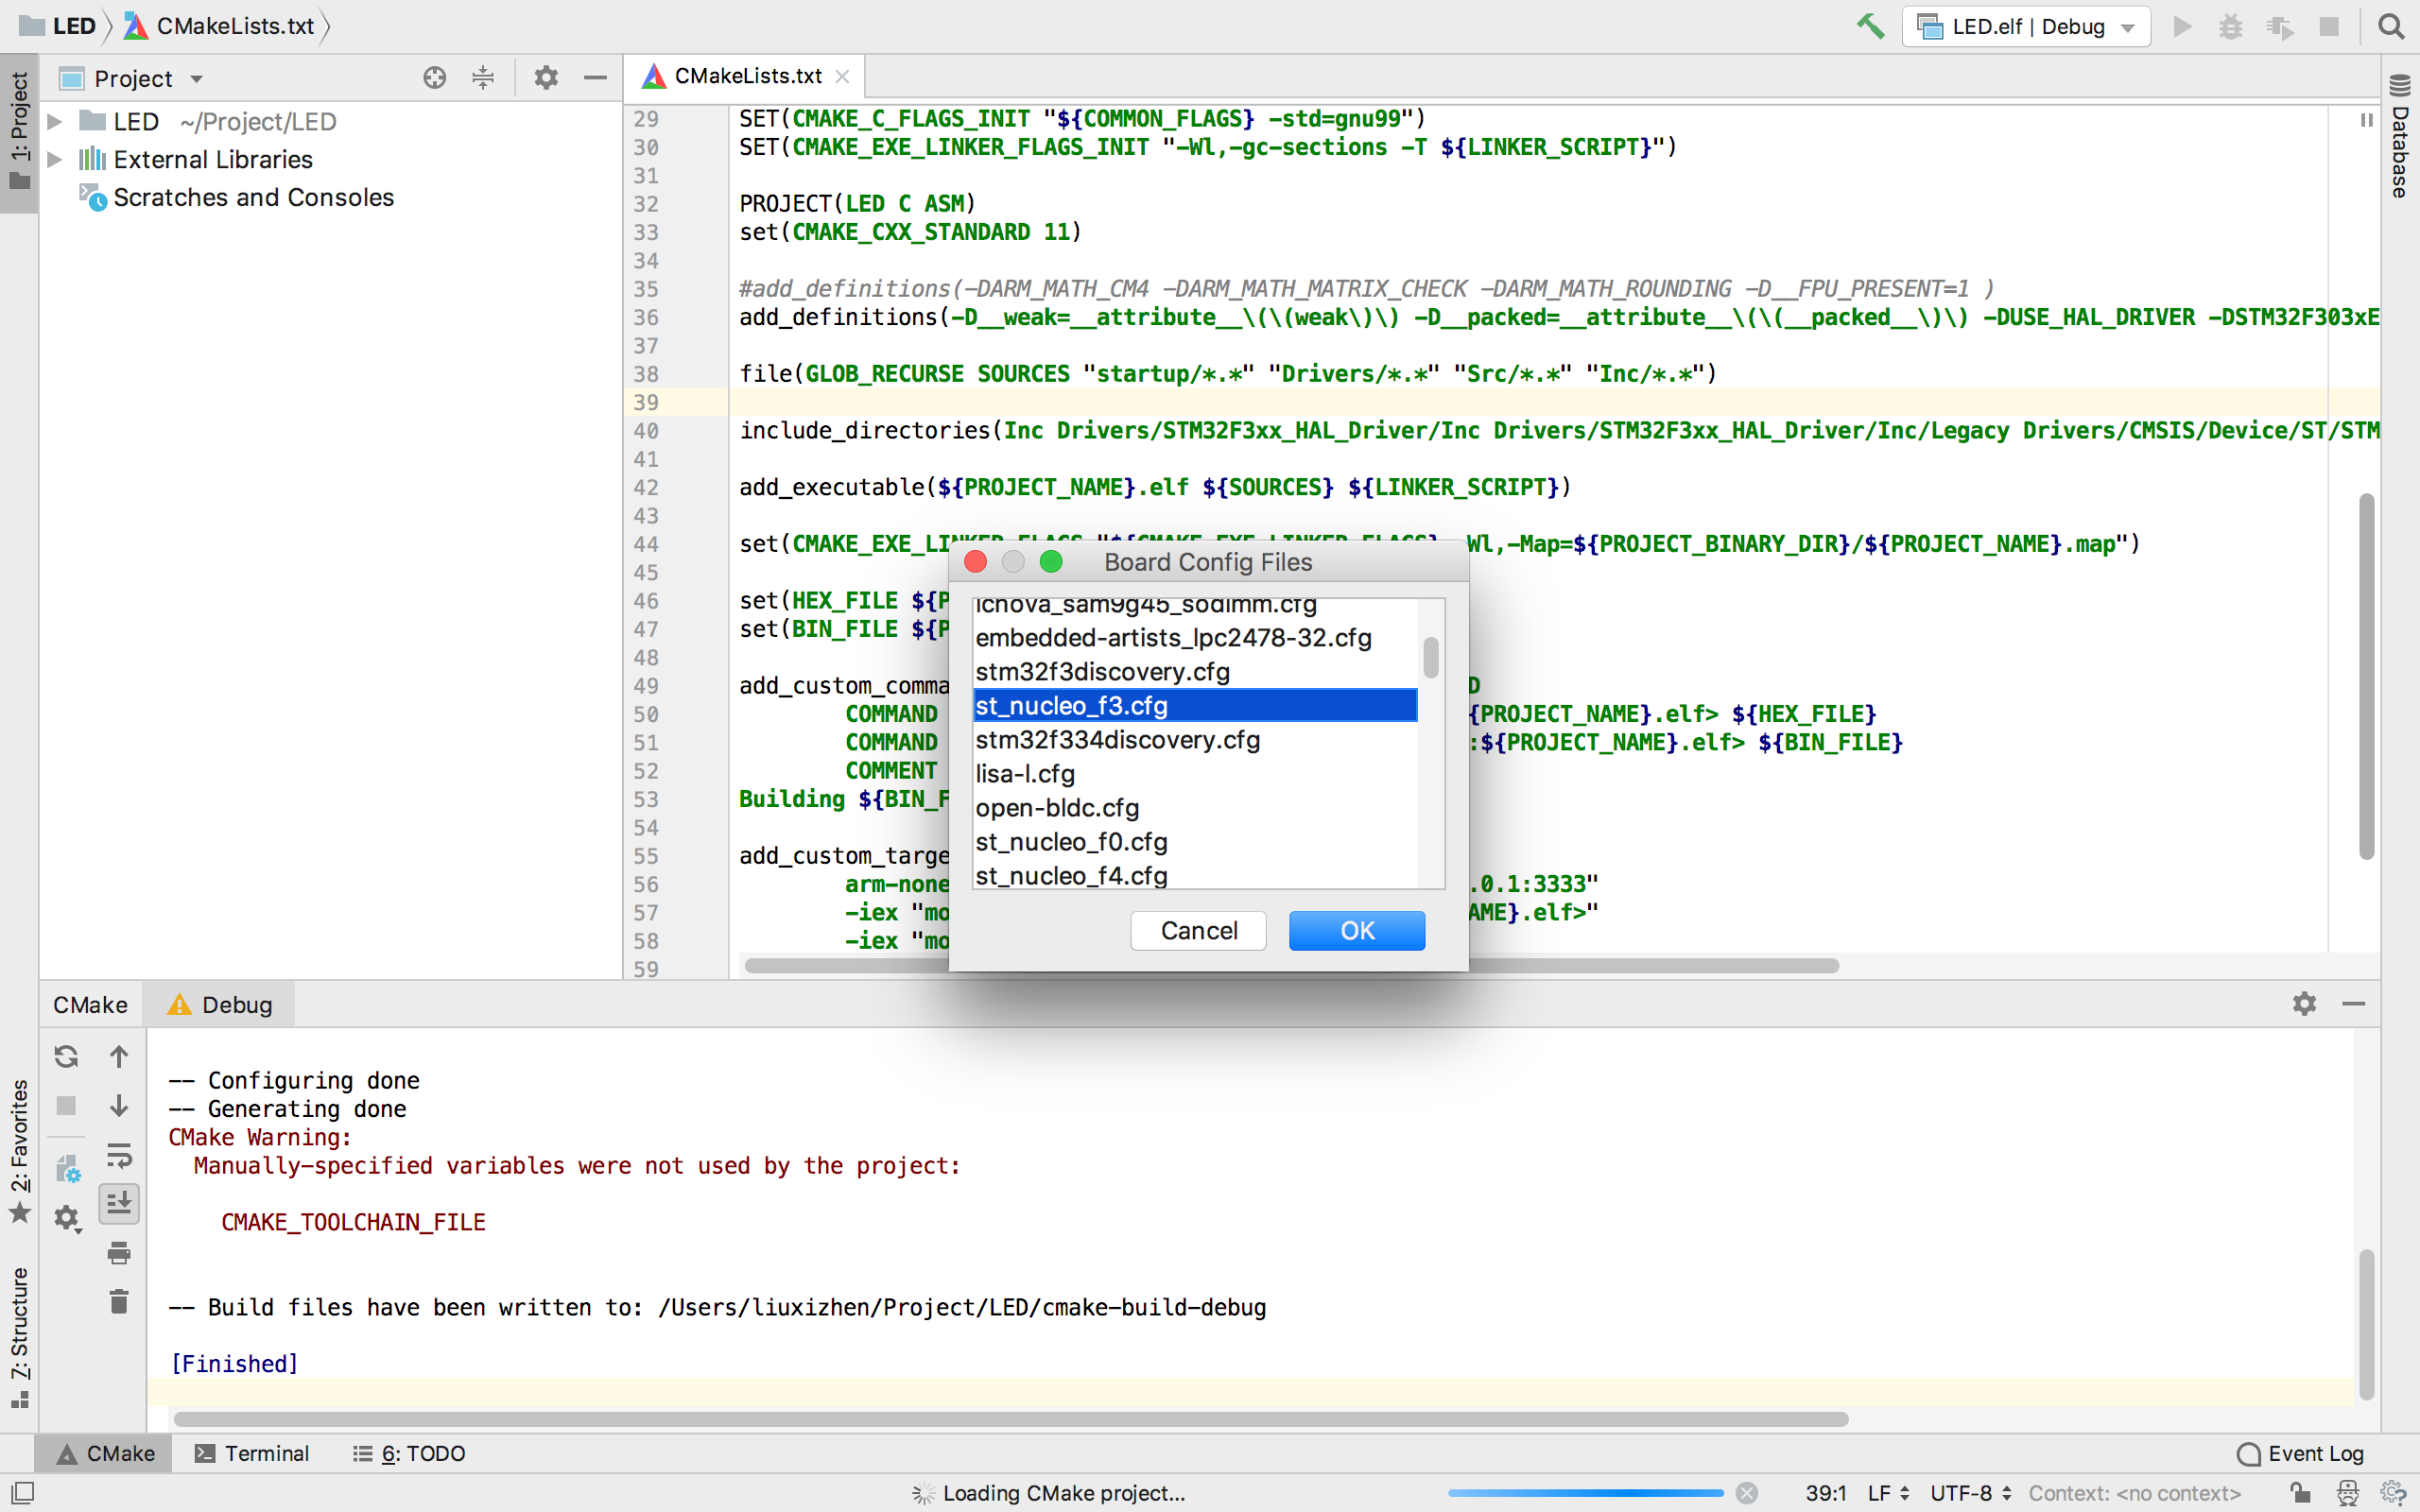 LED
CMakeLists.txt
LED.elf | Debug
1: Project
Project
CMakeLists.txt
Database
LED ~/Project/LED
External Libraries
Scratches and Consoles
29 SET(CMAKE_C_FLAGS_INIT "${COMMON_FLAGS} -std=gnu99")
30 SET(CMAKE_EXE_LINKER_FLAGS_INIT "-Wl,-gc-sections -T ${LINKER_SCRIPT}")
31
32 PROJECT(LED C ASM)
33 set(CMAKE_CXX_STANDARD 11)
34
35 #add_definitions(-DARM_MATH_CM4 -DARM_MATH_MATRIX_CHECK -DARM_MATH_ROUNDING -D__FPU_PRESENT=1 )
36 add_definitions(-D__weak=__attribute__\(\(weak\)\) -D__packed=__attribute__\(\(__packed__\)\) -DUSE_HAL_DRIVER -DSTM32F303xE
37
38 file(GLOB_RECURSE SOURCES "startup/*.*" "Drivers/*.*" "Src/*.*" "Inc/*.*")
39
40 include_directories(Inc Drivers/STM32F3xx_HAL_Driver/Inc Drivers/STM32F3xx_HAL_Driver/Inc/Legacy Drivers/CMSIS/Device/ST/STM
41
42 add_executable(${PROJECT_NAME}.elf ${SOURCES} ${LINKER_SCRIPT})
43
44 set(CMAKE_EXE_LINKER_FLAGS "${CMAKE_EXE_LINKER_FLAGS} -Wl,-Map=${PROJECT_BINARY_DIR}/${PROJECT_NAME}.map")
45
46 set(HEX_FILE ${P
47 set(BIN_FILE ${P
48
49 add_custom_comma D
50 COMMAND {PROJECT_NAME}.elf> ${HEX_FILE}
51 COMMAND :${PROJECT_NAME}.elf> ${BIN_FILE}
52 COMMENT
53 Building ${BIN_F
54
55 add_custom_targe
56 arm-none .0.1:3333"
57 -iex "mo AME}.elf>"
58 -iex "mo
59
Board Config Files
icnova_sam9g45_sodimm.cfg
embedded-artists_lpc2478-32.cfg
stm32f3discovery.cfg
st_nucleo_f3.cfg
stm32f334discovery.cfg
lisa-l.cfg
open-bldc.cfg
st_nucleo_f0.cfg
st_nucleo_f4.cfg
Cancel
OK
CMake
Debug
-- Configuring done
-- Generating done
CMake Warning:
Manually-specified variables were not used by the project:
CMAKE_TOOLCHAIN_FILE
-- Build files have been written to: /Users/liuxizhen/Project/LED/cmake-build-debug
[Finished]
2: Favorites
7: Structure
CMake
Terminal
6: TODO
Event Log
Loading CMake project...
39:1 LF UTF-8 Context: <no context>